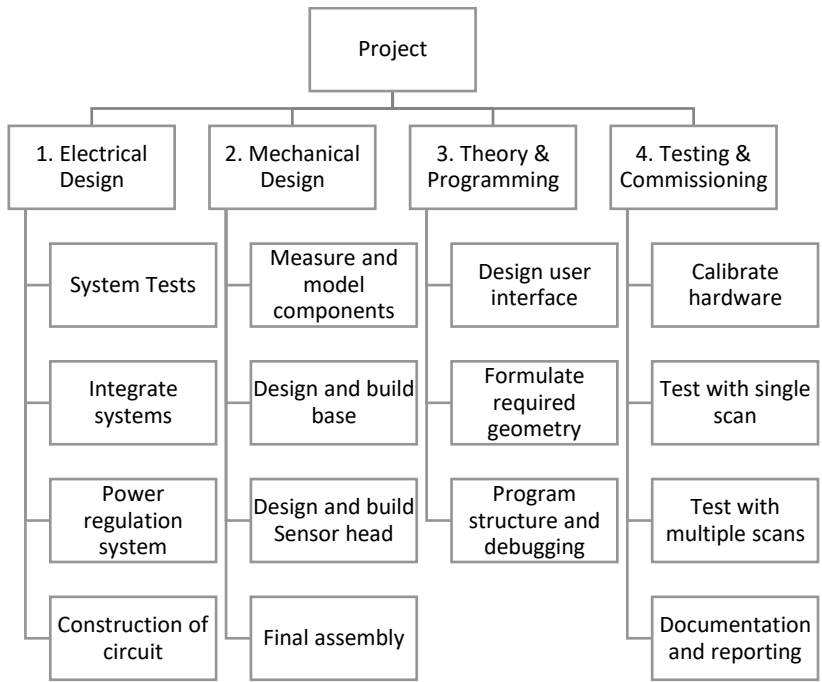 Project
1. Electrical
Design
System Tests
Integrate
systems
Power
regulation
system
Construction of
circuit
2. Mechanical
Design
Measure and
model
components
Design and build
base
Design and build
Sensor head
Final assembly
3. Theory &
Programming
Design user
interface
Formulate
required
geometry
Program
structure and
debugging
4. Testing &
Commissioning
Calibrate
hardware
Test with single
scan
Test with
multiple scans
Documentation
and reporting